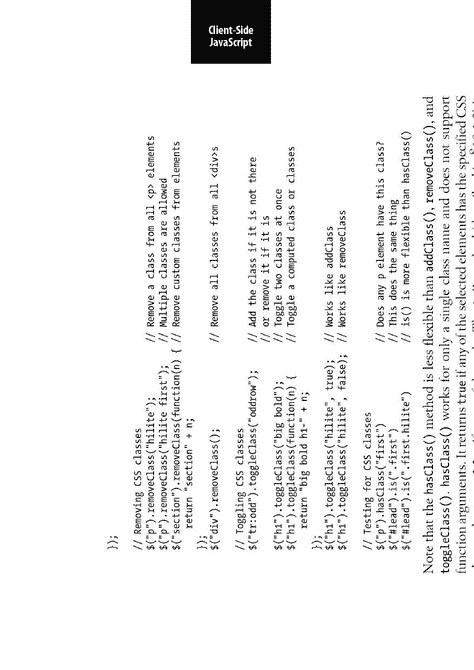 Client-Side
JavaScript
});
// Removing CSS classes
$("p").removeClass("hilite"); // Remove a class from all <p> elements
$("p").removeClass("hilite first"); // Multiple classes are allowed
$("section").removeClass(function(n) { // Remove custom classes from elements
return "section" + n;
});
$("div").removeClass(); // Remove all classes from all <div>s
// Toggling CSS classes
$("tr:odd").toggleClass("oddrow"); // Add the class if it is not there
// or remove it if it is
$("h1").toggleClass("big bold"); // Toggle two classes at once
$("h1").toggleClass(function(n) { // Toggle a computed class or classes
return "big bold h1-" + n;
});
$("h1").toggleClass("hilite", true); // Works like addClass
$("h1").toggleClass("hilite", false); // Works like removeClass
// Testing for CSS classes
$("p").hasClass("first") // Does any p element have this class?
$("#lead").is(".first") // This does the same thing
$("#lead").is(".first.hilite") // is() is more flexible than hasClass()
Note that the hasClass() method is less flexible than addClass(), removeClass(), and
toggleClass(). hasClass() works for only a single class name and does not support
function arguments. It returns true if any of the selected elements has the specified CSS